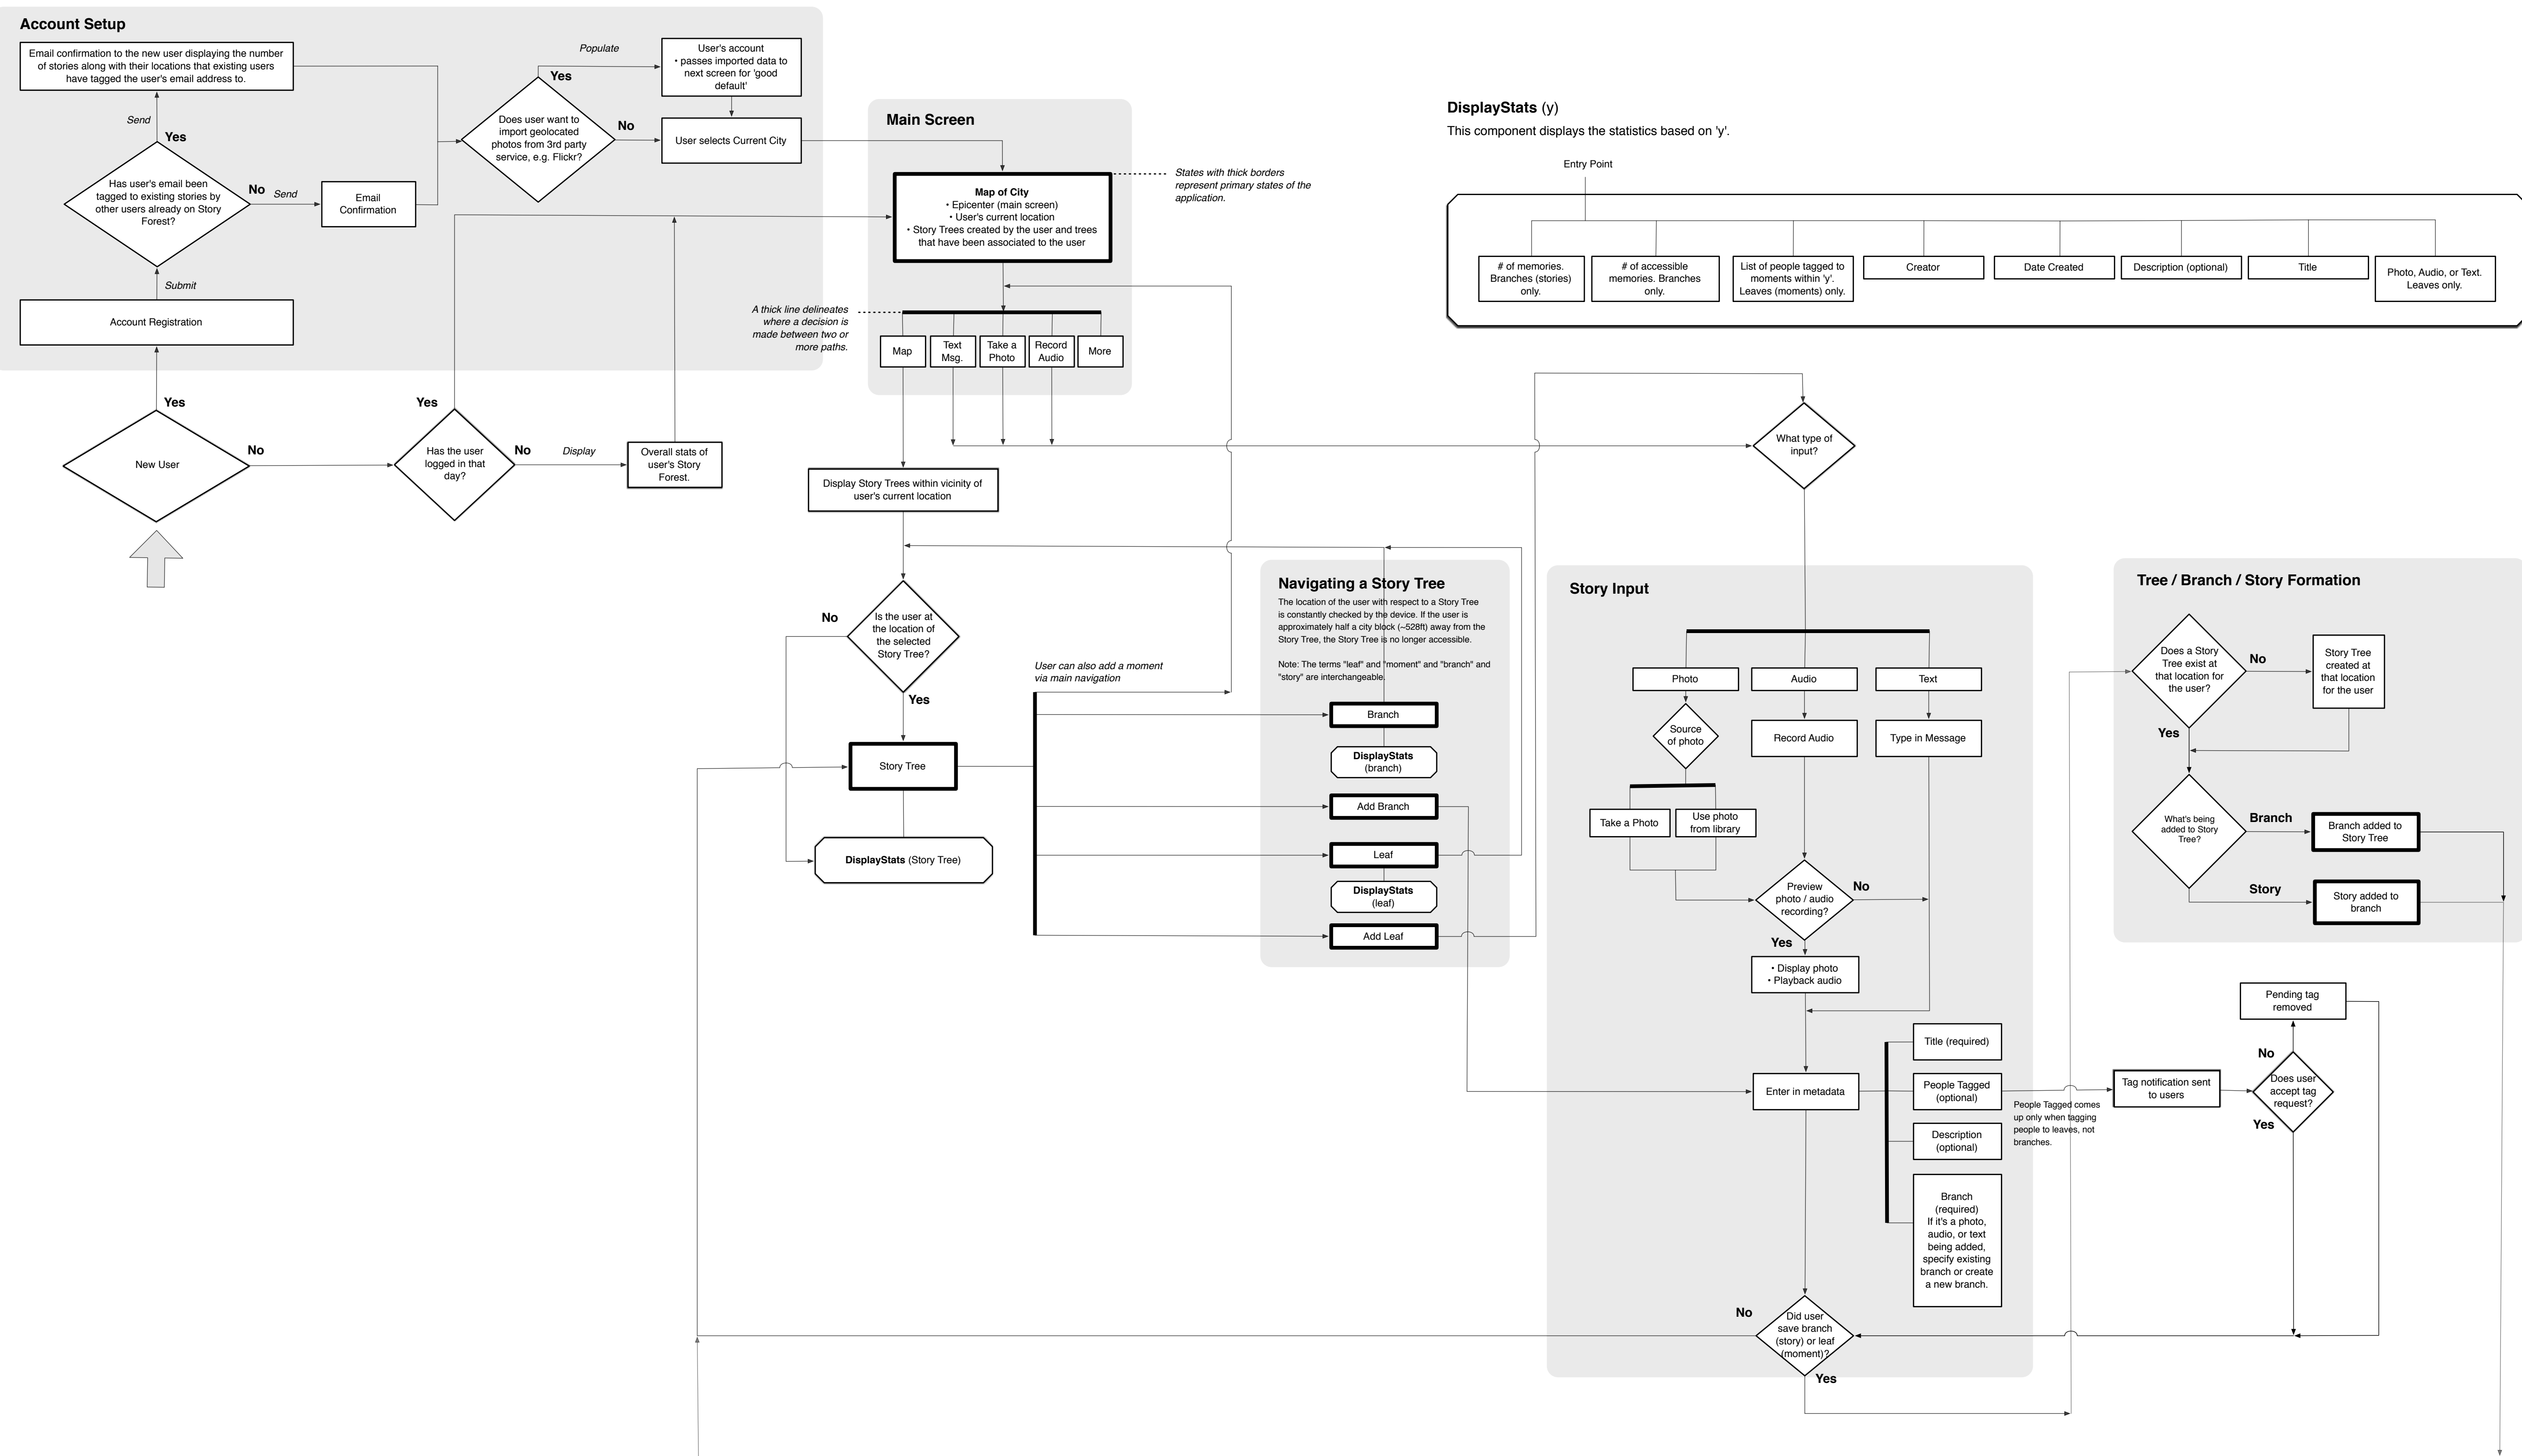 Account Setup
Email confirmation to the new user displaying the number
of stories along with their locations that existing users
have tagged the user's email address to.
Send
Yes
Has user's email been
tagged to existing stories by
other users already on Story
Forest?
No
Send
Email
Confirmation
Submit
Account Registration
Yes
New User
No
Populate
Yes
User's account
• passes imported data to
next screen for 'good
default'
Does user want to
import geolocated
photos from 3rd party
service, e.g. Flickr?
No
User selects Current City
Yes
Has the user
logged in that
day?
No
Display
Overall stats of
user's Story
Forest.
Main Screen
Map of City
• Epicenter (main screen)
• User's current location
• Story Trees created by the user and trees
that have been associated to the user
States with thick borders
represent primary states of the
application.
A thick line delineates
where a decision is
made between two or
more paths.
Map
Text
Msg.
Take a
Photo
Record
Audio
More
DisplayStats (y)
This component displays the statistics based on 'y'.
Entry Point
# of memories.
Branches (stories)
only.
# of accessible
memories. Branches
only.
List of people tagged to
moments within 'y'.
Leaves (moments) only.
Creator
Date Created
Description (optional)
Title
Photo, Audio, or Text.
Leaves only.
Display Story Trees within vicinity of
user's current location
No
Is the user at
the location of
the selected
Story Tree?
Yes
Story Tree
DisplayStats (Story Tree)
User can also add a moment
via main navigation
Navigating a Story Tree
The location of the user with respect to a Story Tree
is constantly checked by the device. If the user is
approximately half a city block (~528ft) away from the
Story Tree, the Story Tree is no longer accessible.
Note: The terms "leaf" and "moment" and "branch" and
"story" are interchangeable.
Branch
DisplayStats
(branch)
Add Branch
Leaf
DisplayStats
(leaf)
Add Leaf
What type of
input?
Story Input
Photo
Audio
Text
Source
of photo
Record Audio
Type in Message
Take a Photo
Use photo
from library
Preview
photo / audio
recording?
No
Yes
• Display photo
• Playback audio
Enter in metadata
Title (required)
People Tagged
(optional)
Description
(optional)
Branch
(required)
If it's a photo,
audio, or text
being added,
specify existing
branch or create
a new branch.
People Tagged comes
up only when tagging
people to leaves, not
branches.
No
Did user
save branch
(story) or leaf
(moment)?
Yes
Tree / Branch / Story Formation
Does a Story
Tree exist at
that location for
the user?
No
Story Tree
created at
that location
for the user
Yes
What's being
added to Story
Tree?
Branch
Branch added to
Story Tree
Story
Story added to
branch
Pending tag
removed
No
Tag notification sent
to users
Does user
accept tag
request?
Yes